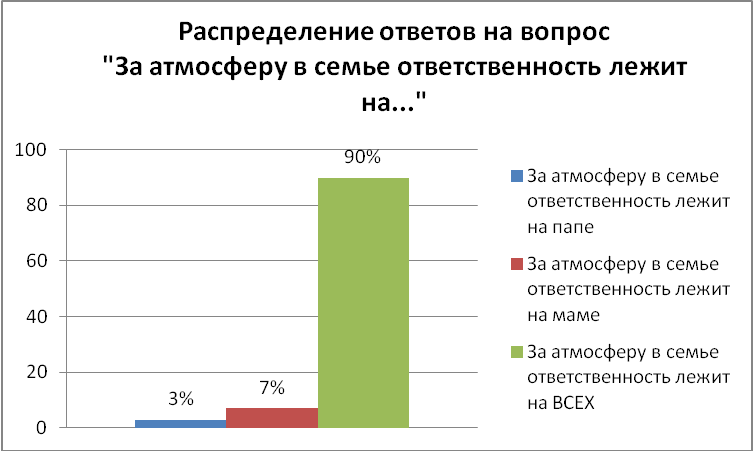 Распределение ответов на вопрос
"За атмосферу в семье ответственность лежит
на..."
100
80
60
40
20
0
3%
7%
90%
За атмосферу в семье
ответственность лежит
на папе
За атмосферу в семье
ответственность лежит
на маме
За атмосферу в семье
ответственность лежит
на ВСЕХ